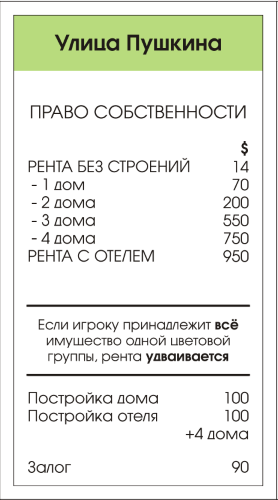 Улица Пушкина
ПРАВО СОБСТВЕННОСТИ
$
РЕНТА БЕЗ СТРОЕНИЙ 14
- 1 дом 70
- 2 дома 200
- 3 дома 550
- 4 дома 750
РЕНТА С ОТЕЛЕМ 950
Если игроку принадлежит всё
имущество одной цветовой
группы, рента удваивается
Постройка дома 100
Постройка отеля 100
+4 дома
Залог 90